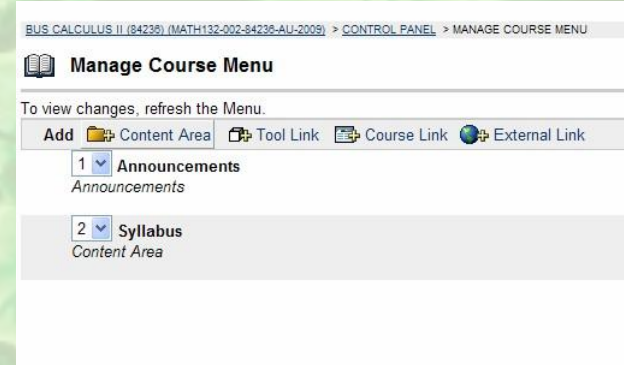 BUS CALCULUS II (84236) (MATH132-002-84236-AU-2009) > CONTROL PANEL > MANAGE COURSE MENU
Manage Course Menu
To view changes, refresh the Menu.
Add Content Area Tool Link Course Link External Link
1 Announcements
Announcements
2 Syllabus
Content Area